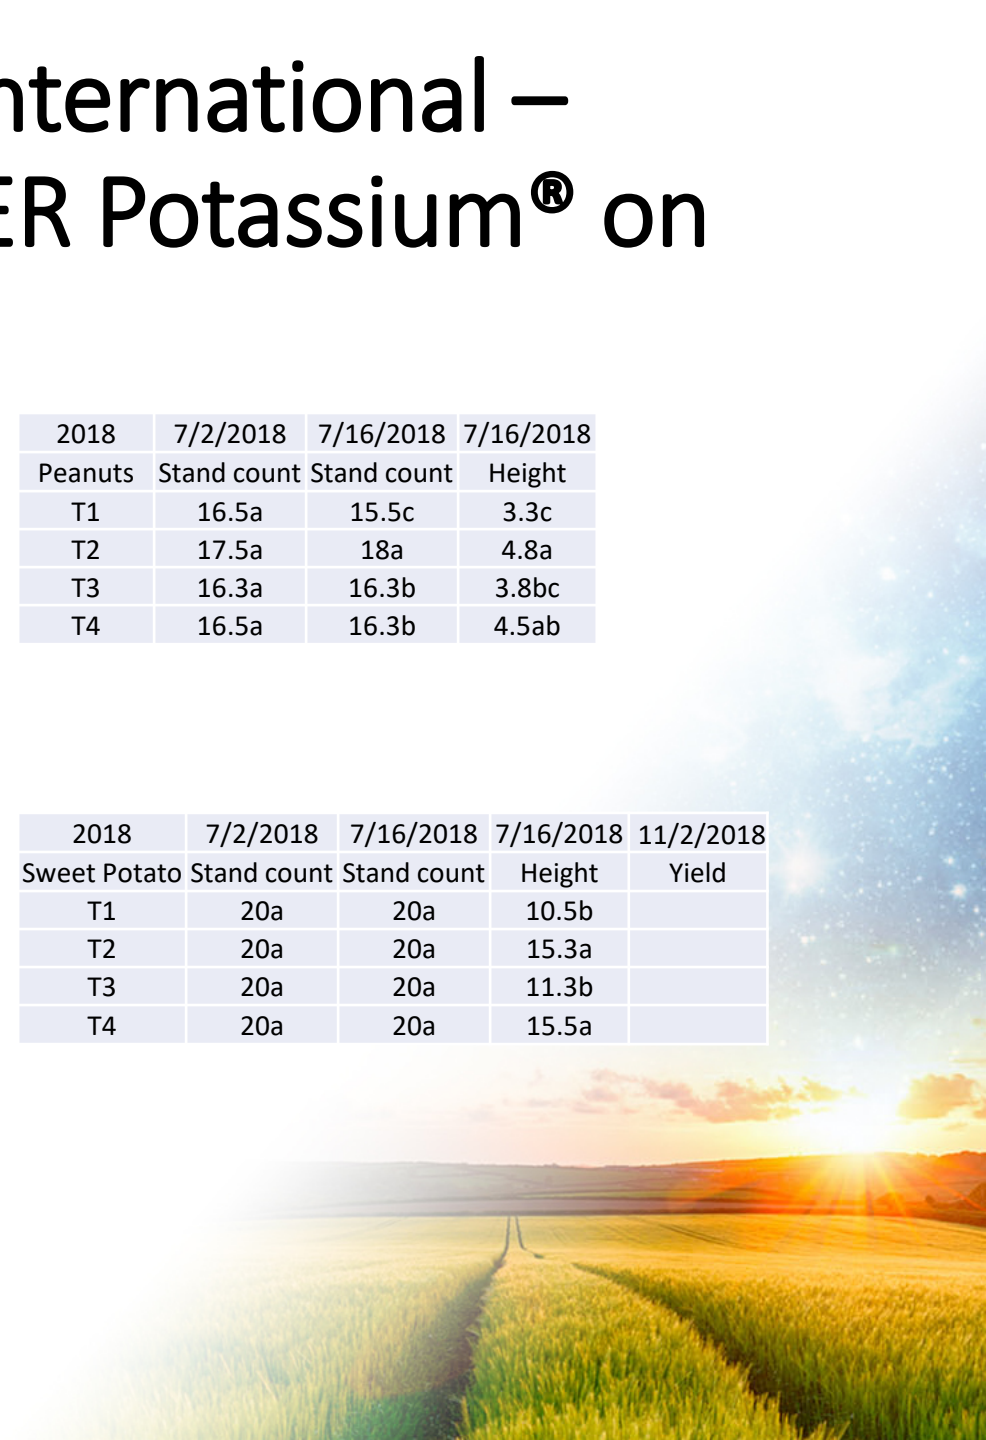 nternational –
ER Potassium® on
2018 7/2/2018 7/16/2018 7/16/2018
Peanuts Stand count Stand count Height
T1 16.5a 15.5c 3.3c
T2 17.5a 18a 4.8a
T3 16.3a 16.3b 3.8bc
T4 16.5a 16.3b 4.5ab
2018 7/2/2018 7/16/2018 7/16/2018 11/2/2018
Sweet Potato Stand count Stand count Height Yield
T1 20a 20a 10.5b
T2 20a 20a 15.3a
T3 20a 20a 11.3b
T4 20a 20a 15.5a